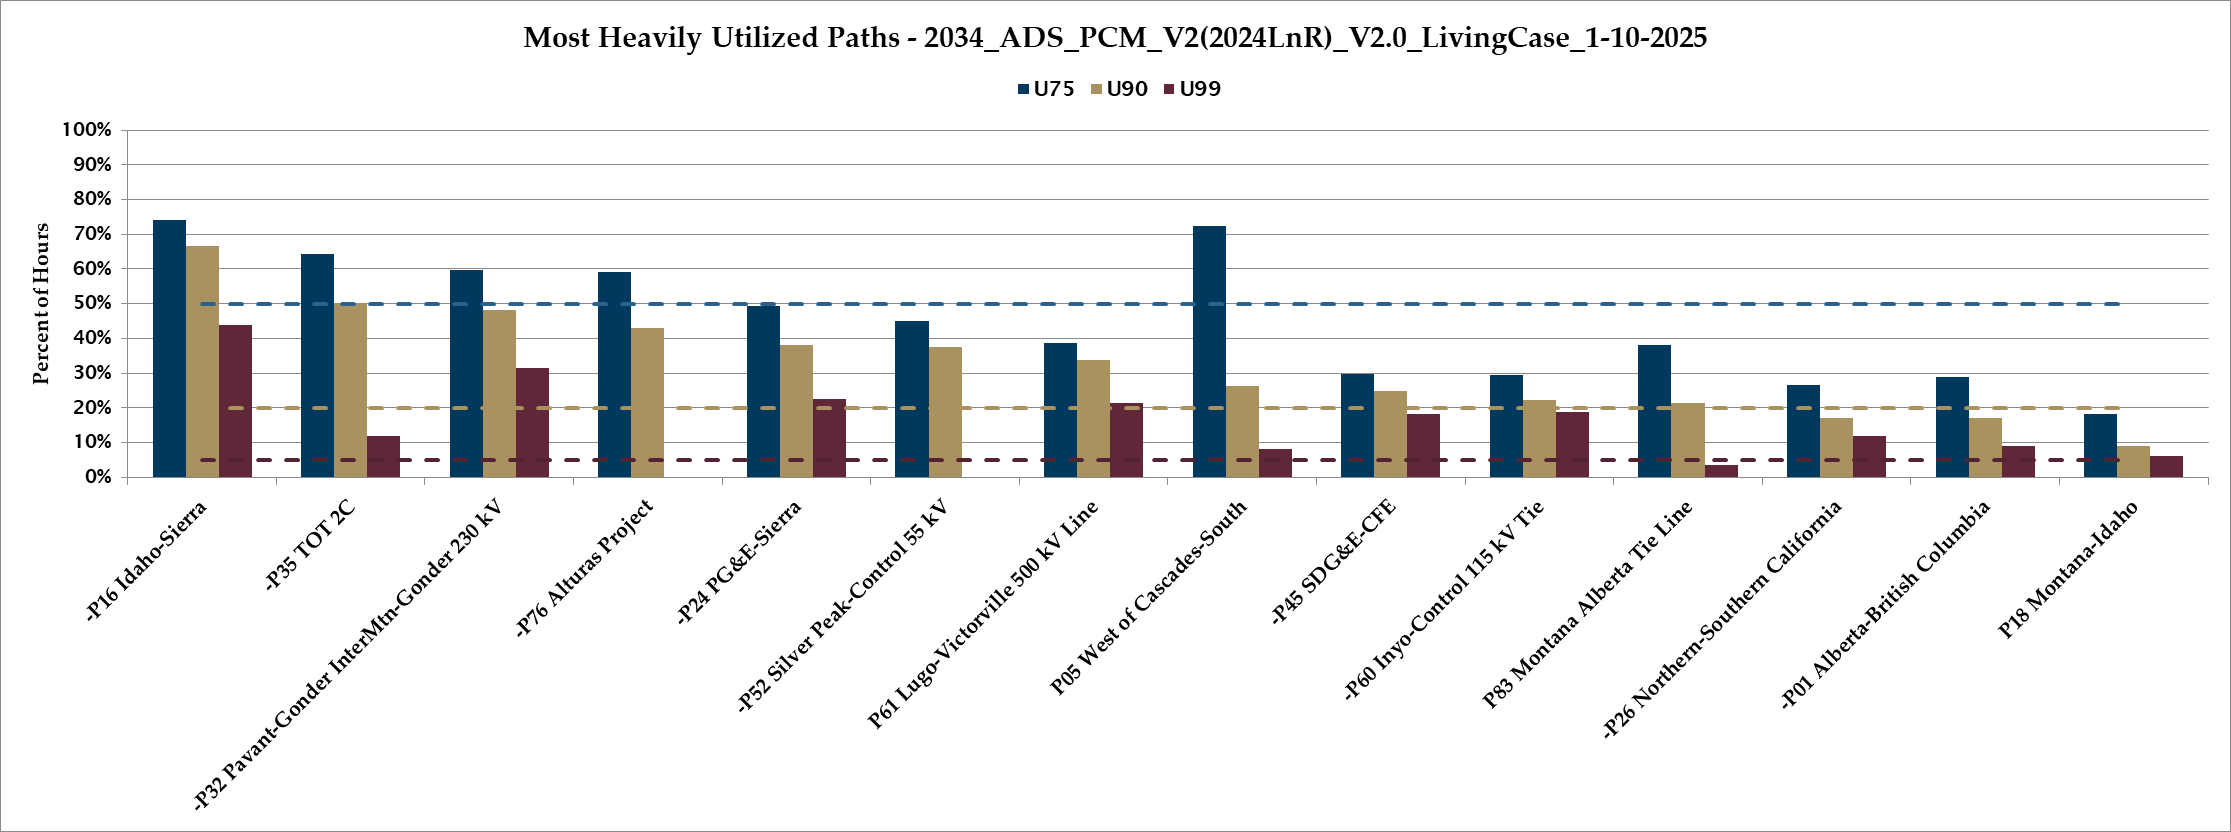 Most Heavily Utilized Paths - 2034_ADS_PCM_V2(2024LnR)_V2.0_LivingCase_1-10-2025
U75 U90 U99
Percent of Hours
100%
90%
80%
70%
60%
50%
40%
30%
20%
10%
0%
-P16 Idaho-Sierra
-P35 TOT 2C
-P32 Pavant-Gonder InterMtn-Gonder 230 kV
-P76 Alturas Project
-P24 PG&E-Sierra
-P52 Silver Peak-Control 55 kV
P61 Lugo-Victorville 500 kV Line
P05 West of Cascades-South
-P45 SDG&E-CFE
-P60 Inyo-Control 115 kV Tie
P83 Montana Alberta Tie Line
-P26 Northern-Southern California
-P01 Alberta-British Columbia
P18 Montana-Idaho